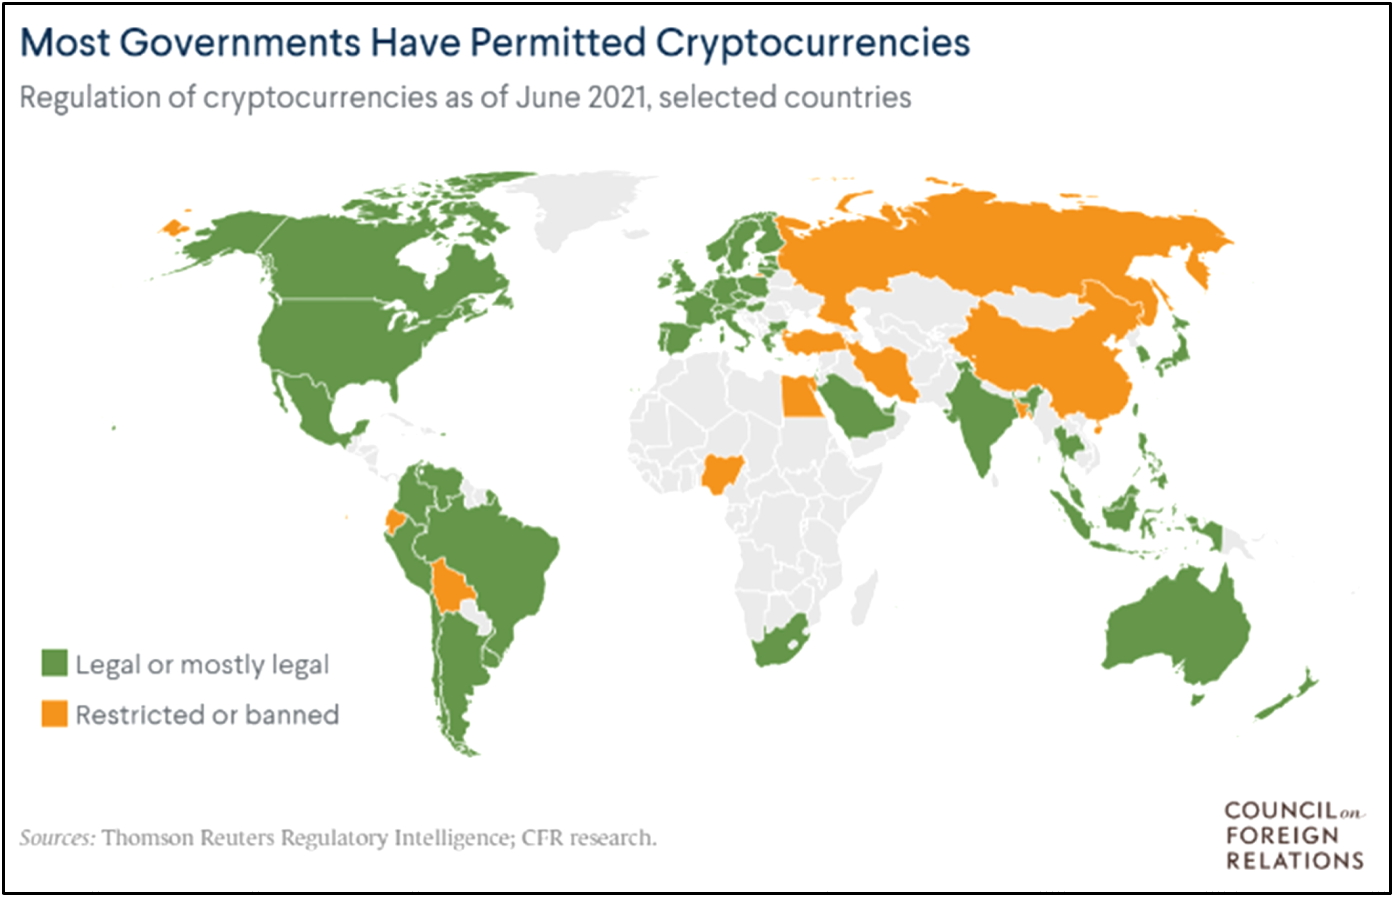 Most Governments Have Permitted Cryptocurrencies
Regulation of cryptocurrencies as of June 2021, selected countries
Legal or mostly legal
Restricted or banned
Sources: Thomson Reuters Regulatory Intelligence; CFR research.
COUNCIL on
FOREIGN
RELATIONS